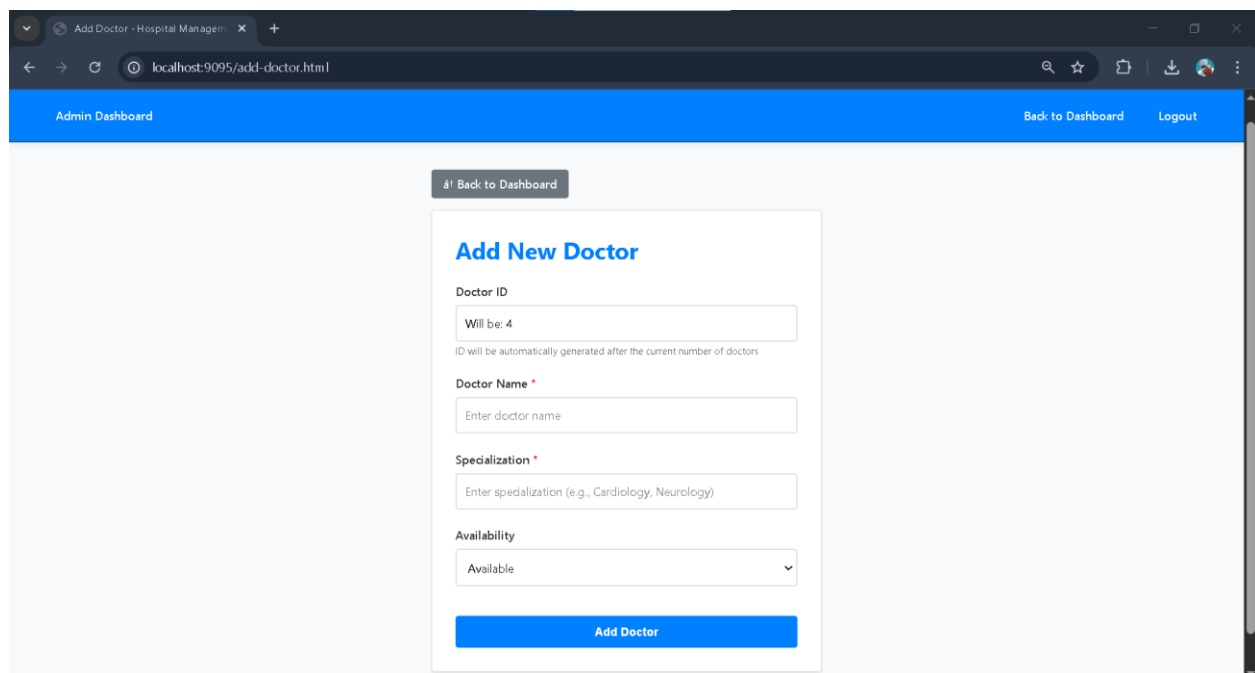 Add Doctor - Hospital Managem
localhost:9095/add-doctor.html
Admin Dashboard
Back to Dashboard
Logout
â† Back to Dashboard
Add New Doctor
Doctor ID
Will be: 4
ID will be automatically generated after the current number of doctors
Doctor Name *
Enter doctor name
Specialization *
Enter specialization (e.g., Cardiology, Neurology)
Availability
Available
Add Doctor